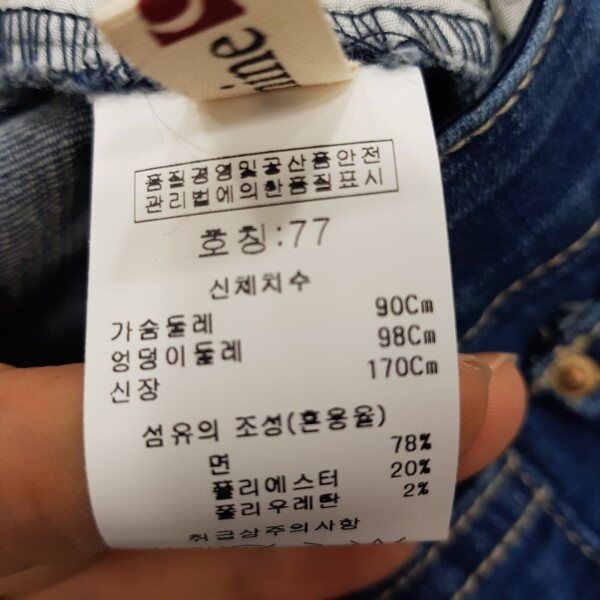 uine
품질경영및공산품안전
관리법에의한품질표시
호칭:77
신체치수
가슴둘레 90Cm
엉덩이둘레 98Cm
신장 170Cm
섬유의 조성(혼용율)
면 78%
폴리에스터 20%
폴리우레탄 2%
취급상주의사항